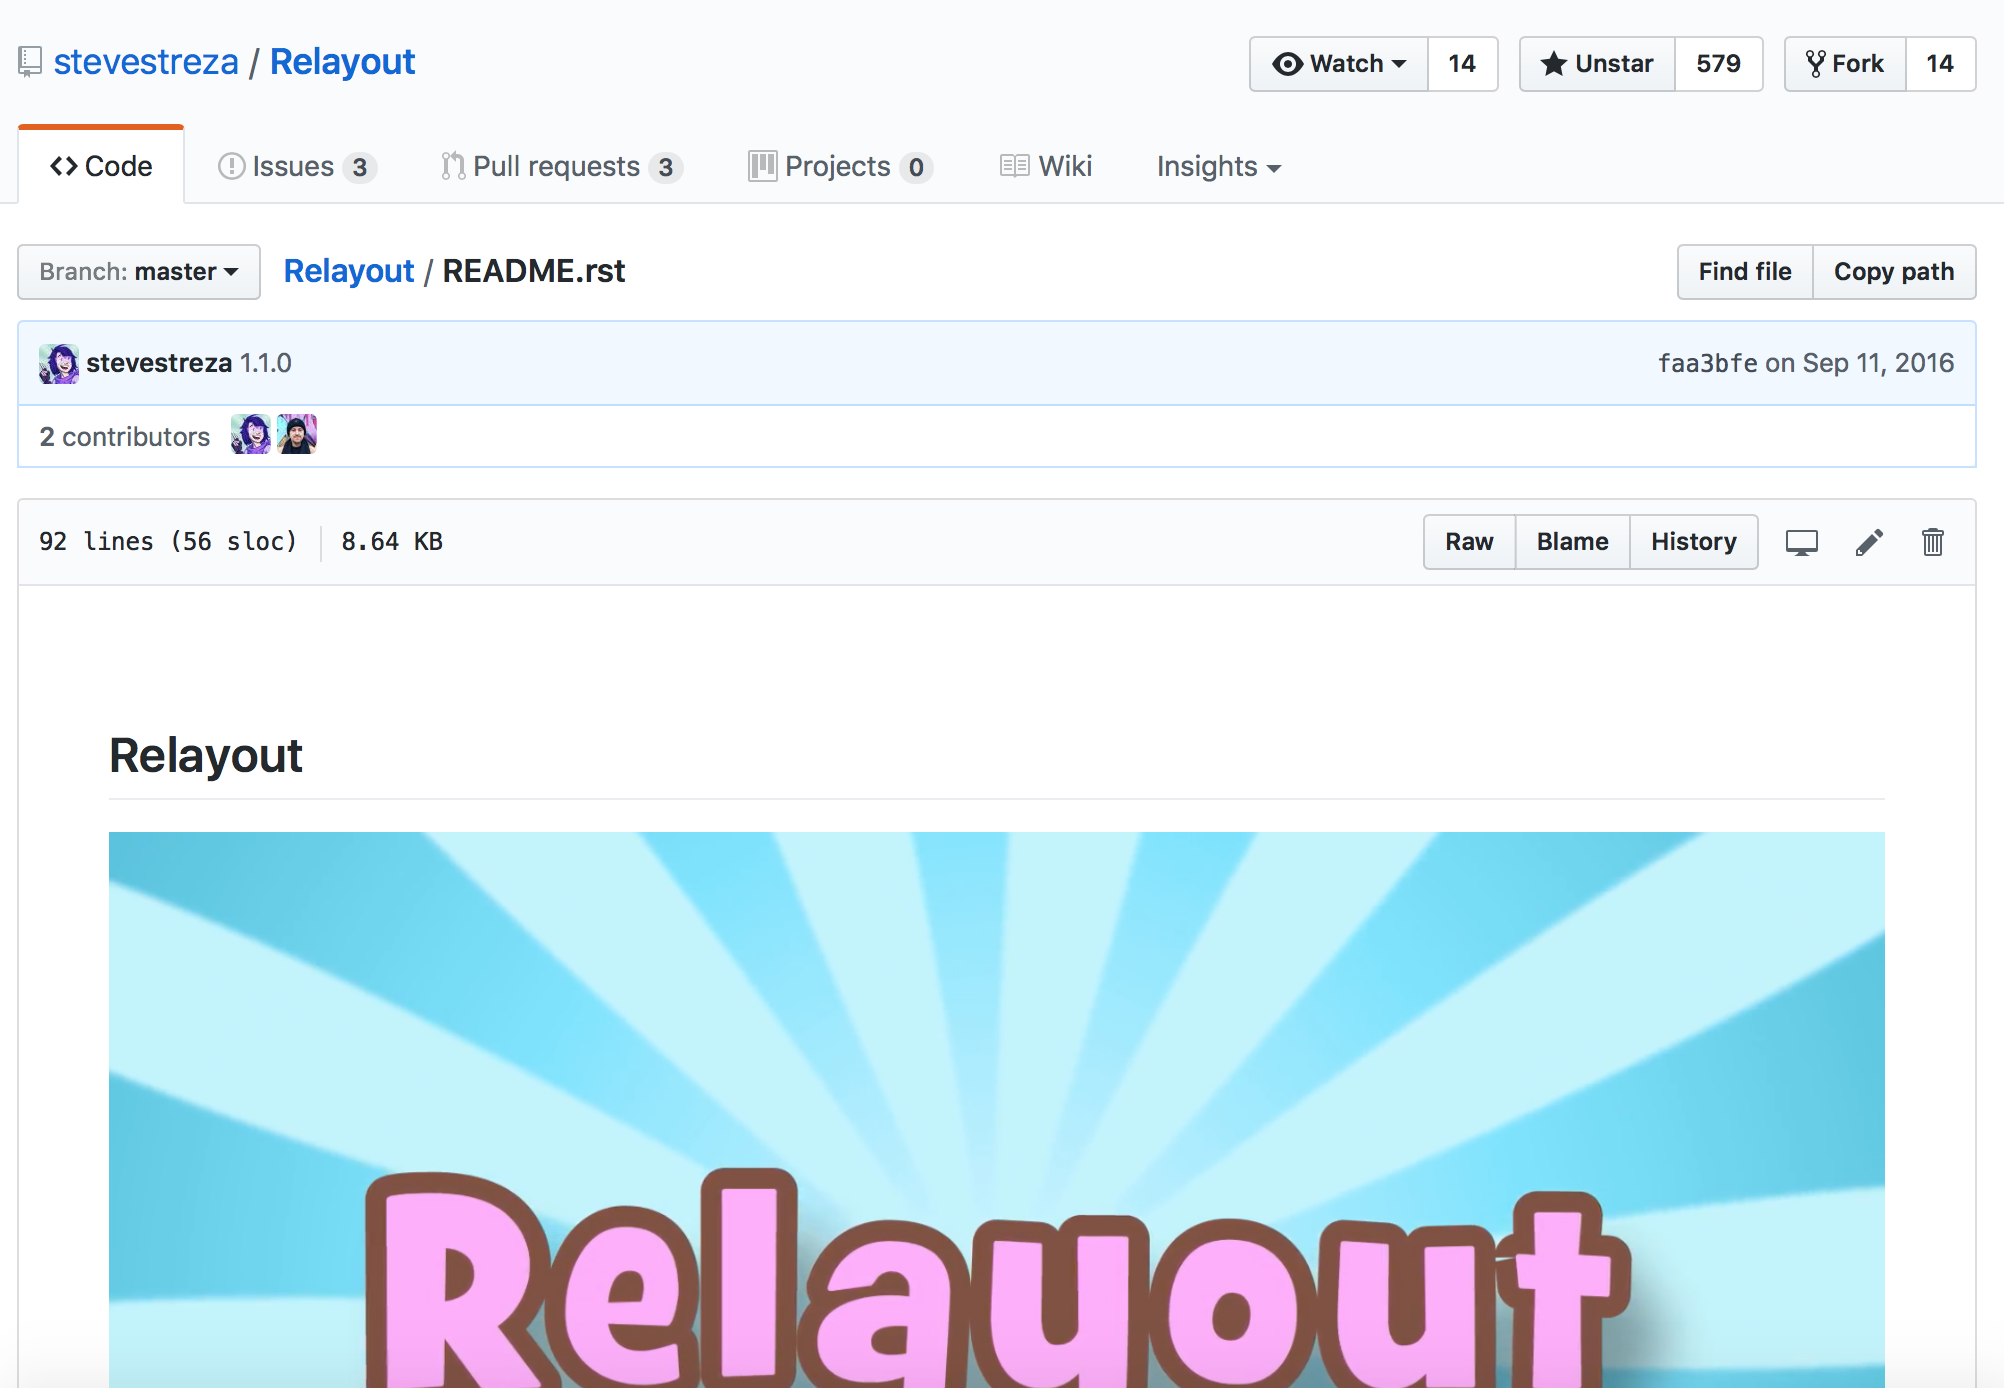 stevestreza / Relayout
Watch 14 Unstar 579 Fork 14
Code Issues 3 Pull requests 3 Projects 0 Wiki Insights
Branch: master Relayout / README.rst Find file Copy path
stevestreza 1.1.0 faa3bfe on Sep 11, 2016
2 contributors
92 lines (56 sloc) 8.64 KB Raw Blame History
Relayout
Relayout